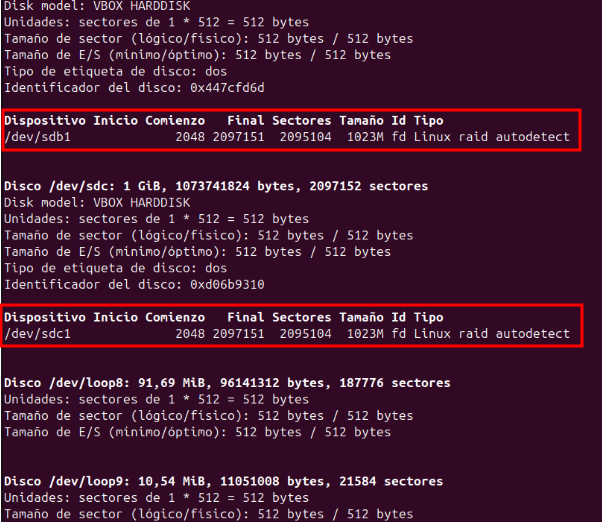 Disk model: VBOX HARDDISK
Unidades: sectores de 1 * 512 = 512 bytes
Tamaño de sector (lógico/físico): 512 bytes / 512 bytes
Tamaño de E/S (mínimo/óptimo): 512 bytes / 512 bytes
Tipo de etiqueta de disco: dos
Identificador del disco: 0x447cfd6d
Dispositivo Inicio Comienzo Final Sectores Tamaño Id Tipo
/dev/sdb1 2048 2097151 2095104 1023M fd Linux raid autodetect
Disco /dev/sdc: 1 GiB, 1073741824 bytes, 2097152 sectores
Disk model: VBOX HARDDISK
Unidades: sectores de 1 * 512 = 512 bytes
Tamaño de sector (lógico/físico): 512 bytes / 512 bytes
Tamaño de E/S (mínimo/óptimo): 512 bytes / 512 bytes
Tipo de etiqueta de disco: dos
Identificador del disco: 0xd06b9310
Dispositivo Inicio Comienzo Final Sectores Tamaño Id Tipo
/dev/sdc1 2048 2097151 2095104 1023M fd Linux raid autodetect
Disco /dev/loop8: 91,69 MiB, 96141312 bytes, 187776 sectores
Unidades: sectores de 1 * 512 = 512 bytes
Tamaño de sector (lógico/físico): 512 bytes / 512 bytes
Tamaño de E/S (mínimo/óptimo): 512 bytes / 512 bytes
Disco /dev/loop9: 10,54 MiB, 11051008 bytes, 21584 sectores
Unidades: sectores de 1 * 512 = 512 bytes
Tamaño de sector (lógico/físico): 512 bytes / 512 bytes